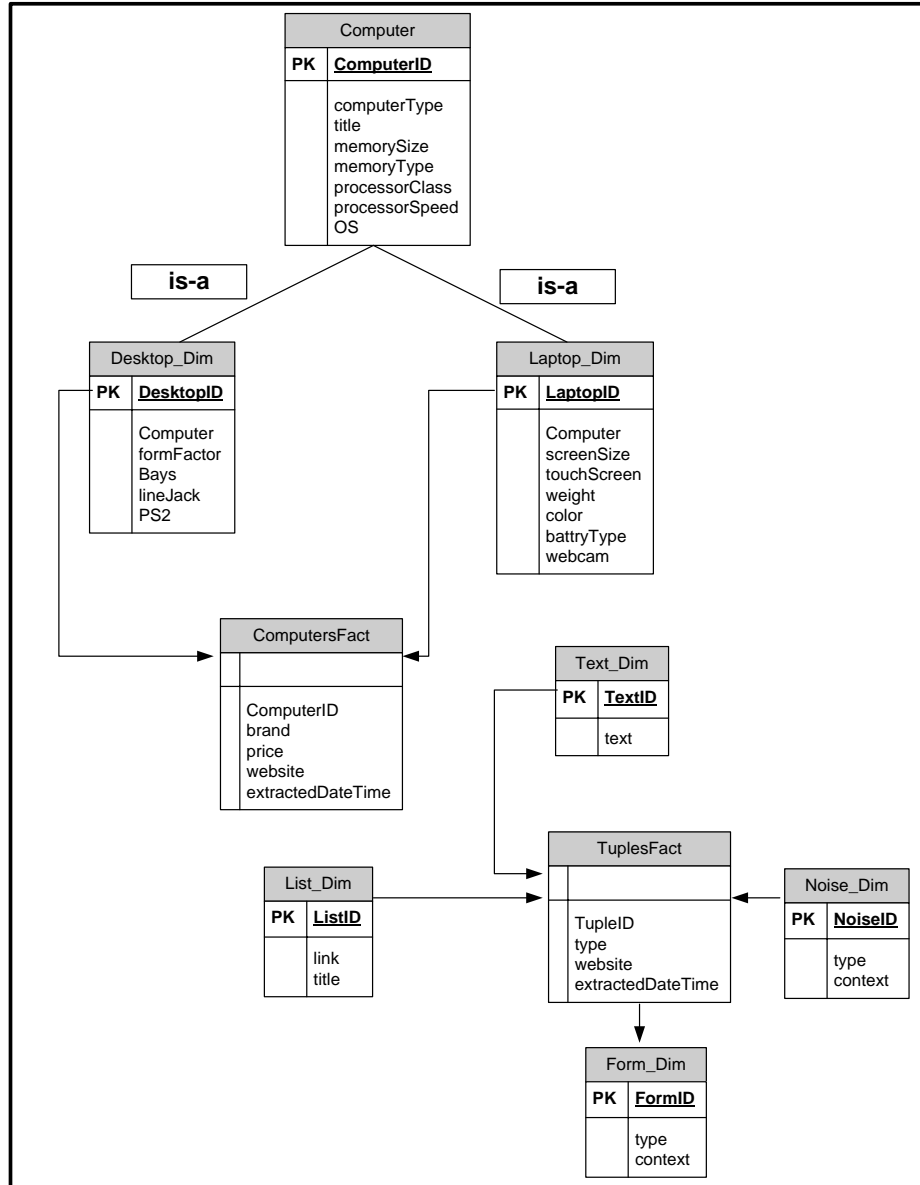 Computer
PK ComputerID
computerType
title
memorySize
memoryType
processorClass
processorSpeed
OS
is-a
is-a
Desktop_Dim
PK DesktopID
Computer
formFactor
Bays
lineJack
PS2
Laptop_Dim
PK LaptopID
Computer
screenSize
touchScreen
weight
color
battryType
webcam
ComputersFact
ComputerID
brand
price
website
extractedDateTime
Text_Dim
PK TextID
text
TuplesFact
TupleID
type
website
extractedDateTime
List_Dim
PK ListID
link
title
Noise_Dim
PK NoiseID
type
context
Form_Dim
PK FormID
type
context